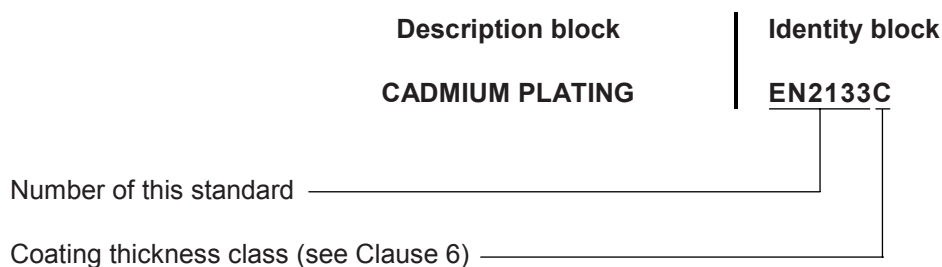 Description block Identity block
CADMIUM PLATING EN2133C
Number of this standard
Coating thickness class (see Clause 6)